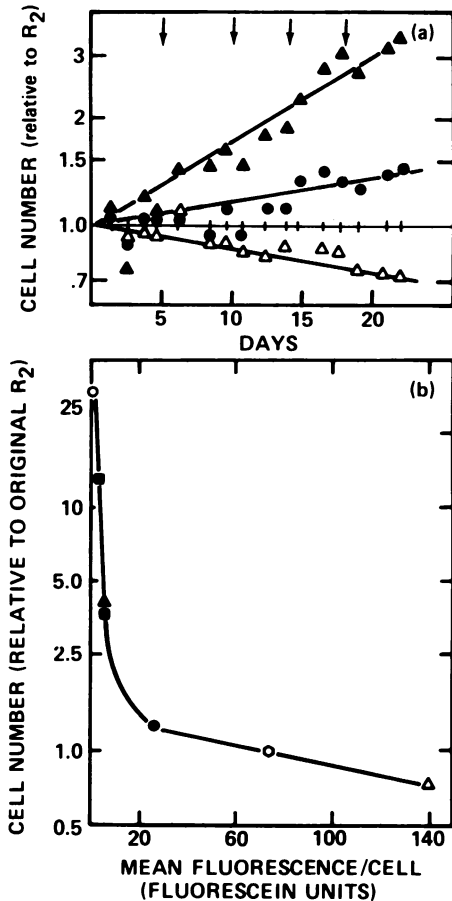 (a)
CELL NUMBER (relative to R₂)
3
2
1.5
1.0
.7
5 10 15 20
DAYS
(b)
CELL NUMBER (RELATIVE TO ORIGINAL R₂)
25
10
5.0
2.5
1.0
0.5
20 60 100 140
MEAN FLUORESCENCE/CELL
(FLUORESCEIN UNITS)